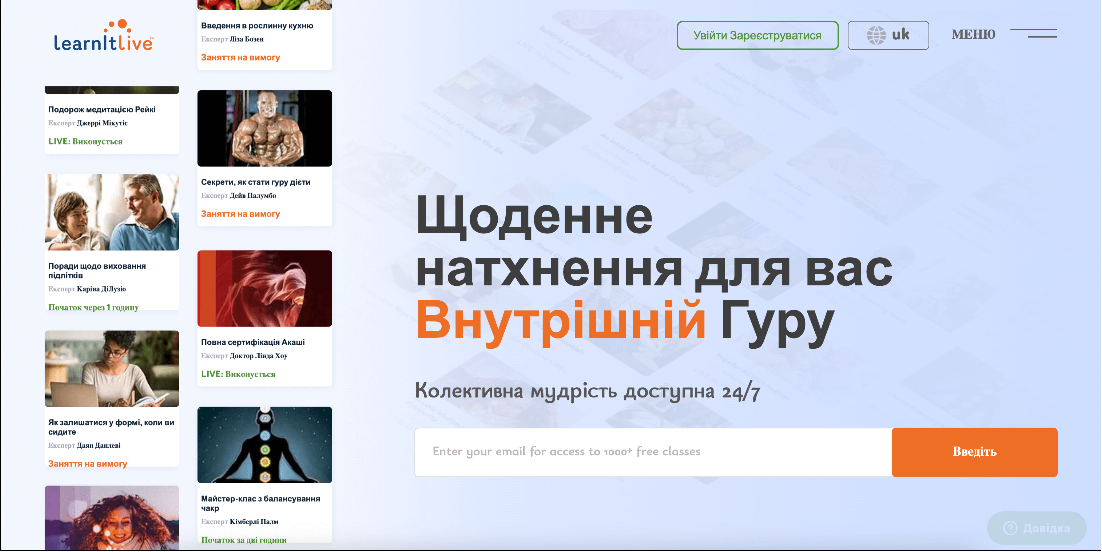 learnItlive
Подорож медитацією Рейкі
Експерт Джеррі Мікутіс
LIVE: Виконується
Поради щодо виховання
підлітків
Експерт Каріна ДіЛузіо
Початок через 1 годину
Як залишатися у формі, коли ви
сидите
Експерт Даян Данлеві
Заняття на вимогу
Введення в рослинну кухню
Експерт Ліза Бозен
Заняття на вимогу
Секрети, як стати гуру дієти
Експерт Дейв Палумбо
Заняття на вимогу
Повна сертифікація Акаші
Експерт Доктор Лінда Хоу
LIVE: Виконується
Майстер-клас з балансування
чакр
Експерт Кімберлі Палм
Початок за дві години
Увійти Зареєструватися
uk
МЕНЮ
Щоденне
натхнення для вас
Внутрішній Гуру
Колективна мудрість доступна 24/7
Enter your email for access to 1000+ free classes
Введіть
Довідка